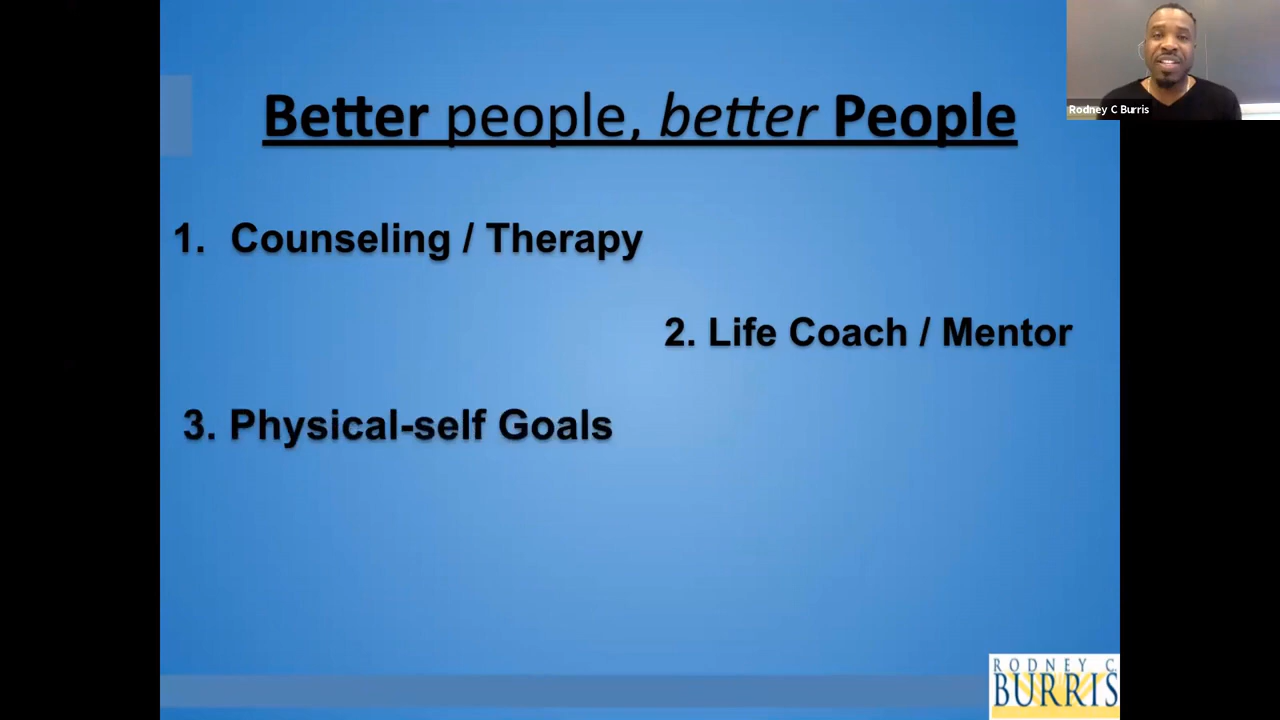 Better people, better People
Rodney C Burris
1. Counseling / Therapy
2. Life Coach / Mentor
3. Physical-self Goals
RODNEY C.
BURRIS